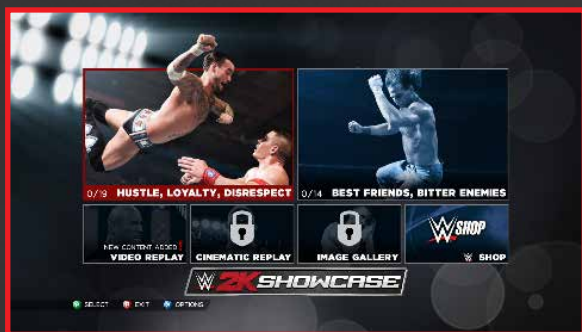 0/19 HUSTLE, LOYALTY, DISRESPECT
0/14 BEST FRIENDS, BITTER ENEMIES
NEW CONTENT ADDED!
VIDEO REPLAY
CINEMATIC REPLAY
IMAGE GALLERY
W SHOP
W SHOP
W 2K SHOWCASE
SELECT EXIT OPTIONS